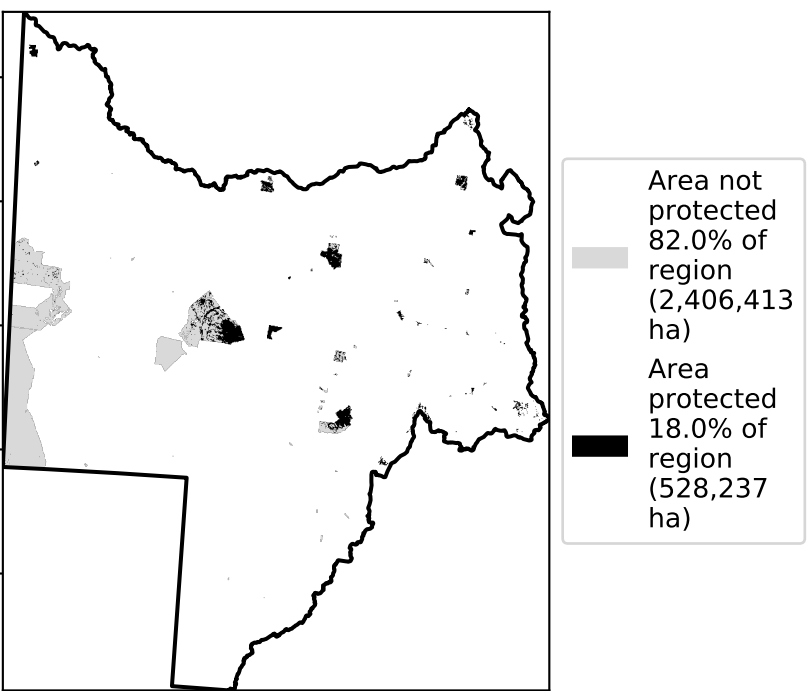 Area not
protected
82.0% of
region
(2,406,413
ha)
Area
protected
18.0% of
region
(528,237
ha)